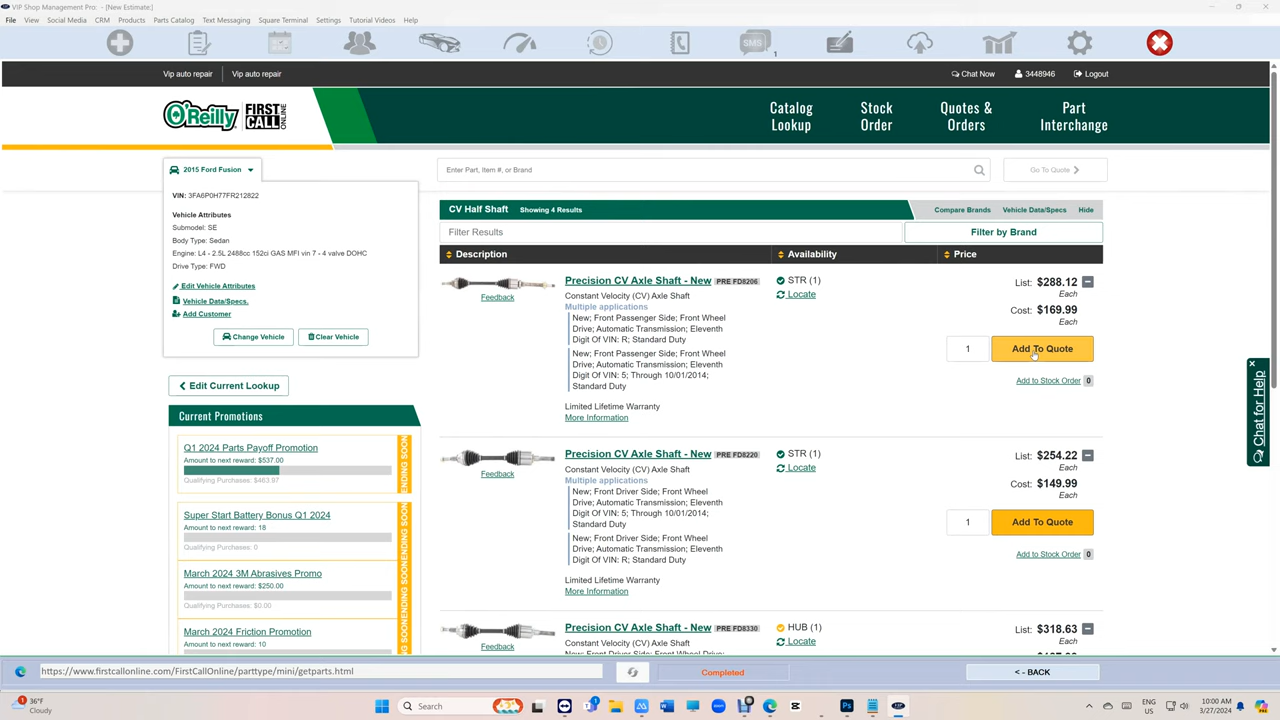 VIP Shop Management Pro: - [New Estimate:]
File View Social Media CRM Products Parts Catalog Text Messaging Square Terminal Settings Tutorial Videos Help
SMS
1
Vip auto repair Vip auto repair
Chat Now 3448946 Logout
O'Reilly FIRST CALL ONLINE
Catalog Lookup
Stock Order
Quotes & Orders
Part Interchange
2015 Ford Fusion
Enter Part, Item #, or Brand
Go To Quote
VIN: 3FA6P0H77FR212822
Vehicle Attributes
Submodel: SE
Body Type: Sedan
Engine: L4 - 2.5L 2488cc 152ci GAS MFI vin 7 - 4 valve DOHC
Drive Type: FWD
Edit Vehicle Attributes
Vehicle Data/Specs.
Add Customer
Change Vehicle Clear Vehicle
Edit Current Lookup
Current Promotions
Q1 2024 Parts Payoff Promotion
Amount to next reward: $537.00
Qualifying Purchases: $463.97
ENDING SOON
Super Start Battery Bonus Q1 2024
Amount to next reward: 18
Qualifying Purchases: 0
ENDING SOON
March 2024 3M Abrasives Promo
Amount to next reward: $250.00
Qualifying Purchases: $0.00
ENDING SOON
March 2024 Friction Promotion
Amount to next reward: 10
CV Half Shaft Showing 4 Results Compare Brands Vehicle Data/Specs Hide
Filter Results Filter by Brand
Description Availability Price
Precision CV Axle Shaft - New PRE FD8206
Feedback
Constant Velocity (CV) Axle Shaft
Multiple applications
New; Front Passenger Side; Front Wheel
Drive; Automatic Transmission; Eleventh
Digit Of VIN: R; Standard Duty
New; Front Passenger Side; Front Wheel
Drive; Automatic Transmission; Eleventh
Digit Of VIN: 5; Through 10/01/2014;
Standard Duty
Limited Lifetime Warranty
More Information
STR (1)
Locate
List: $288.12
Each
Cost: $169.99
Each
1 Add To Quote
Add to Stock Order 0
Precision CV Axle Shaft - New PRE FD8220
Feedback
Constant Velocity (CV) Axle Shaft
Multiple applications
New; Front Driver Side; Front Wheel
Drive; Automatic Transmission; Eleventh
Digit Of VIN: 5; Through 10/01/2014;
Standard Duty
New; Front Driver Side; Front Wheel
Drive; Automatic Transmission; Eleventh
Digit Of VIN: R; Standard Duty
Limited Lifetime Warranty
More Information
STR (1)
Locate
List: $254.22
Each
Cost: $149.99
Each
1 Add To Quote
Add to Stock Order 0
Precision CV Axle Shaft - New PRE FD8330
Feedback
Constant Velocity (CV) Axle Shaft
HUB (1)
Locate
List: $318.63
Each
Chat for Help
https://www.firstcallonline.com/FirstCallOnline/parttype/mini/getparts.html
Completed
< - BACK
36°F
Cloudy
Search
ENG
US
10:00 AM
3/27/2024